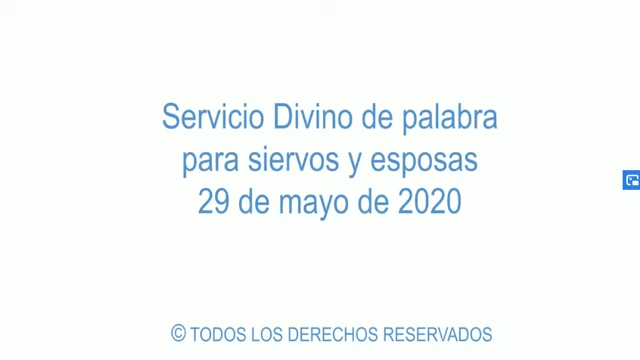 Servicio Divino de palabra
para siervos y esposas
29 de mayo de 2020
© TODOS LOS DERECHOS RESERVADOS